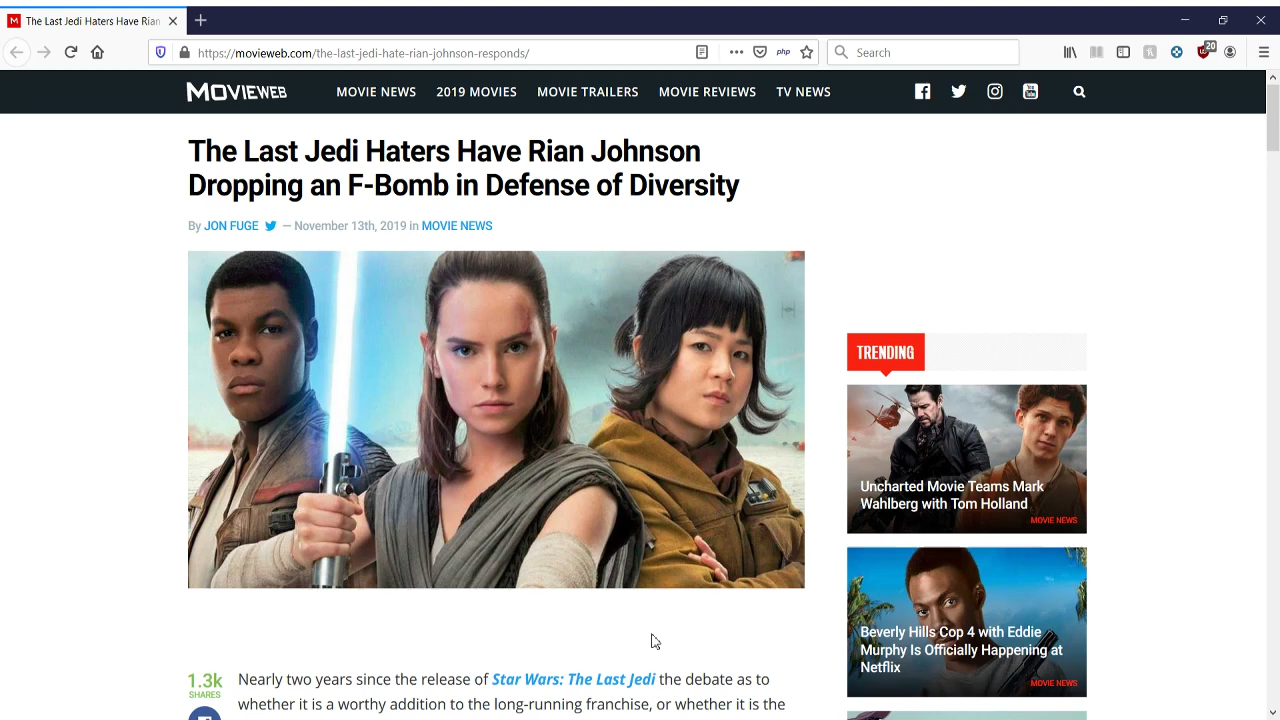 The Last Jedi Haters Have Rian
https://movieweb.com/the-last-jedi-hate-rian-johnson-responds/
php
Search
20
MOVIEWEB
MOVIE NEWS
2019 MOVIES
MOVIE TRAILERS
MOVIE REVIEWS
TV NEWS
The Last Jedi Haters Have Rian Johnson
Dropping an F-Bomb in Defense of Diversity
By JON FUGE — November 13th, 2019 in MOVIE NEWS
TRENDING
Uncharted Movie Teams Mark
Wahlberg with Tom Holland
MOVIE NEWS
Beverly Hills Cop 4 with Eddie
Murphy Is Officially Happening at
Netflix
MOVIE NEWS
1.3k
SHARES
Nearly two years since the release of Star Wars: The Last Jedi the debate as to
whether it is a worthy addition to the long-running franchise, or whether it is the